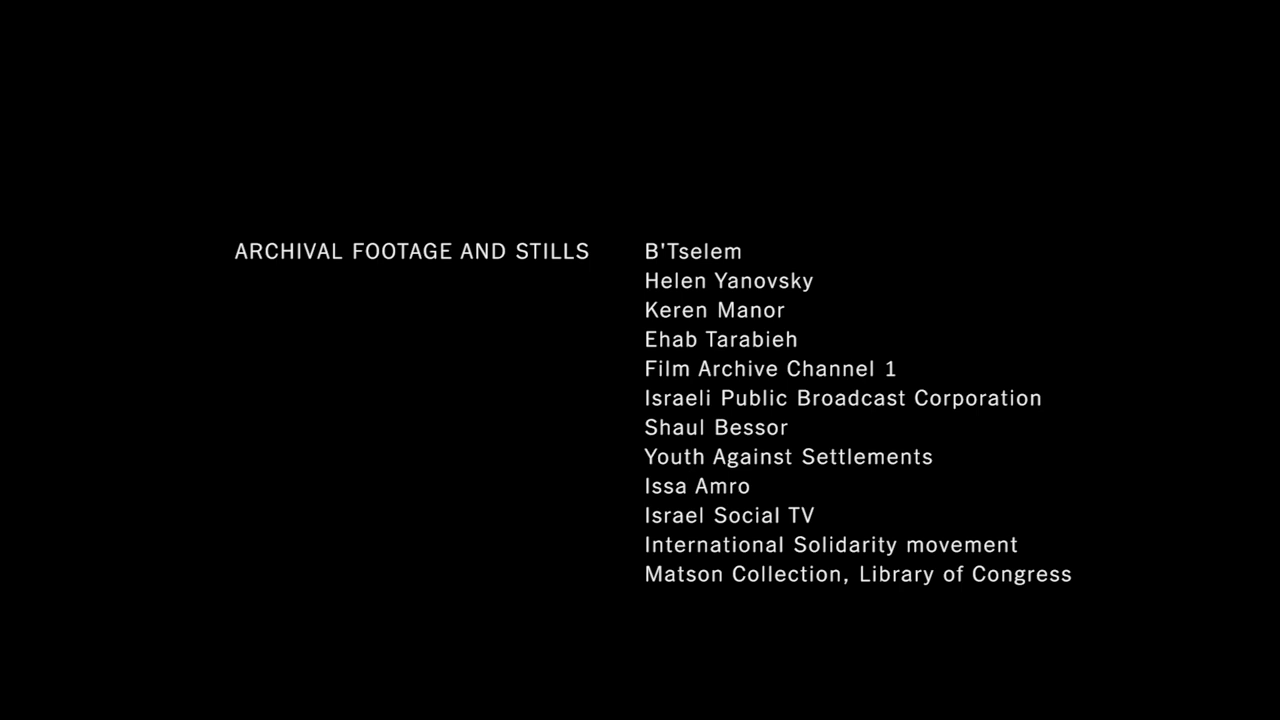 ARCHIVAL FOOTAGE AND STILLS
B'Tselem
Helen Yanovsky
Keren Manor
Ehab Tarabieh
Film Archive Channel 1
Israeli Public Broadcast Corporation
Shaul Bessor
Youth Against Settlements
Issa Amro
Israel Social TV
International Solidarity movement
Matson Collection, Library of Congress